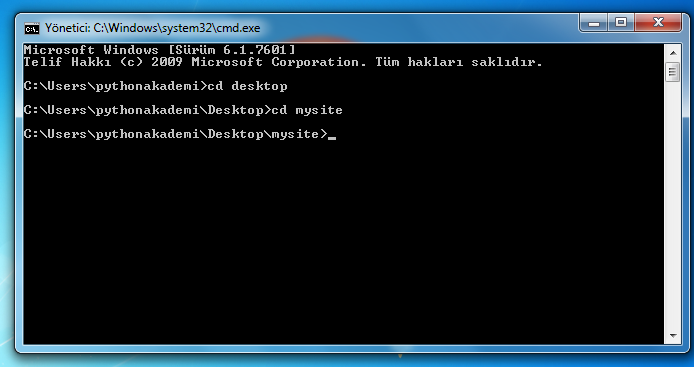 Yönetici: C:\Windows\system32\cmd.exe
Microsoft Windows [Sürüm 6.1.7601]
Telif Hakkı (c) 2009 Microsoft Corporation. Tüm hakları saklıdır.
C:\Users\pythonakademi>cd desktop
C:\Users\pythonakademi\Desktop>cd mysite
C:\Users\pythonakademi\Desktop\mysite>_